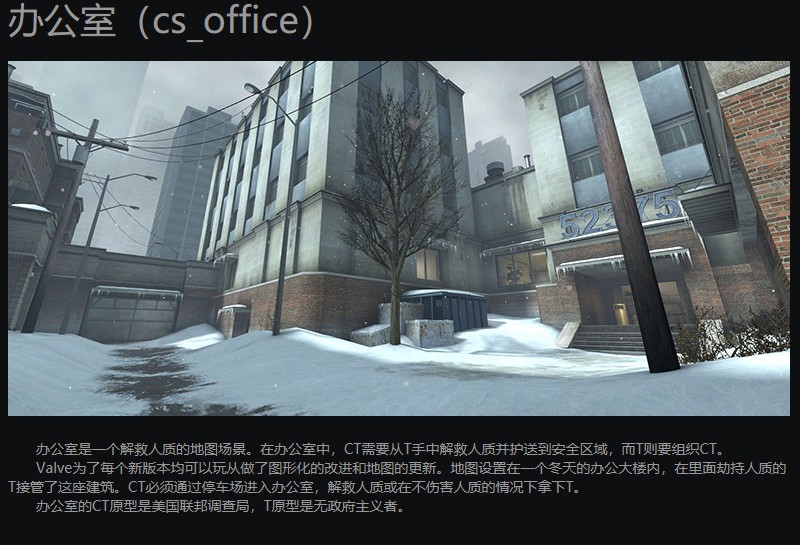 办公室（cs_office）
52375
办公室是一个解救人质的地图场景。在办公室中，CT需要从T手中解救人质并护送到安全区域，而T则要组织CT。
Valve为了每个新版本均可以玩从做了图形化的改进和地图的更新。地图设置在一个冬天的办公大楼内，在里面劫持人质的
T接管了这座建筑。CT必须通过停车场进入办公室，解救人质或在不伤害人质的情况下拿下T。
办公室的CT原型是美国联邦调查局，T原型是无政府主义者。